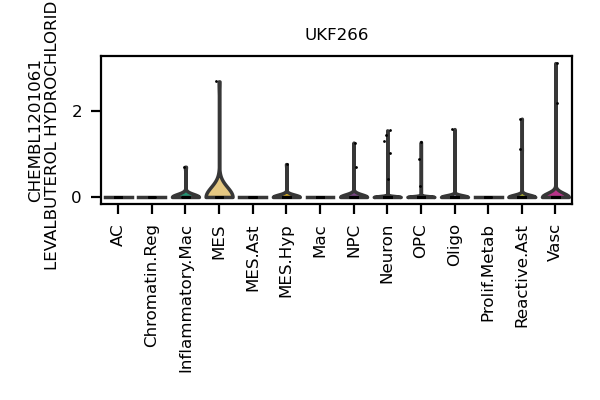 UKF266
CHEMBL1201061
LEVALBUTEROL HYDROCHLORID
2
0
AC
Chromatin.Reg
Inflammatory.Mac
MES
MES.Ast
MES.Hyp
Mac
NPC
Neuron
OPC
Oligo
Prolif.Metab
Reactive.Ast
Vasc